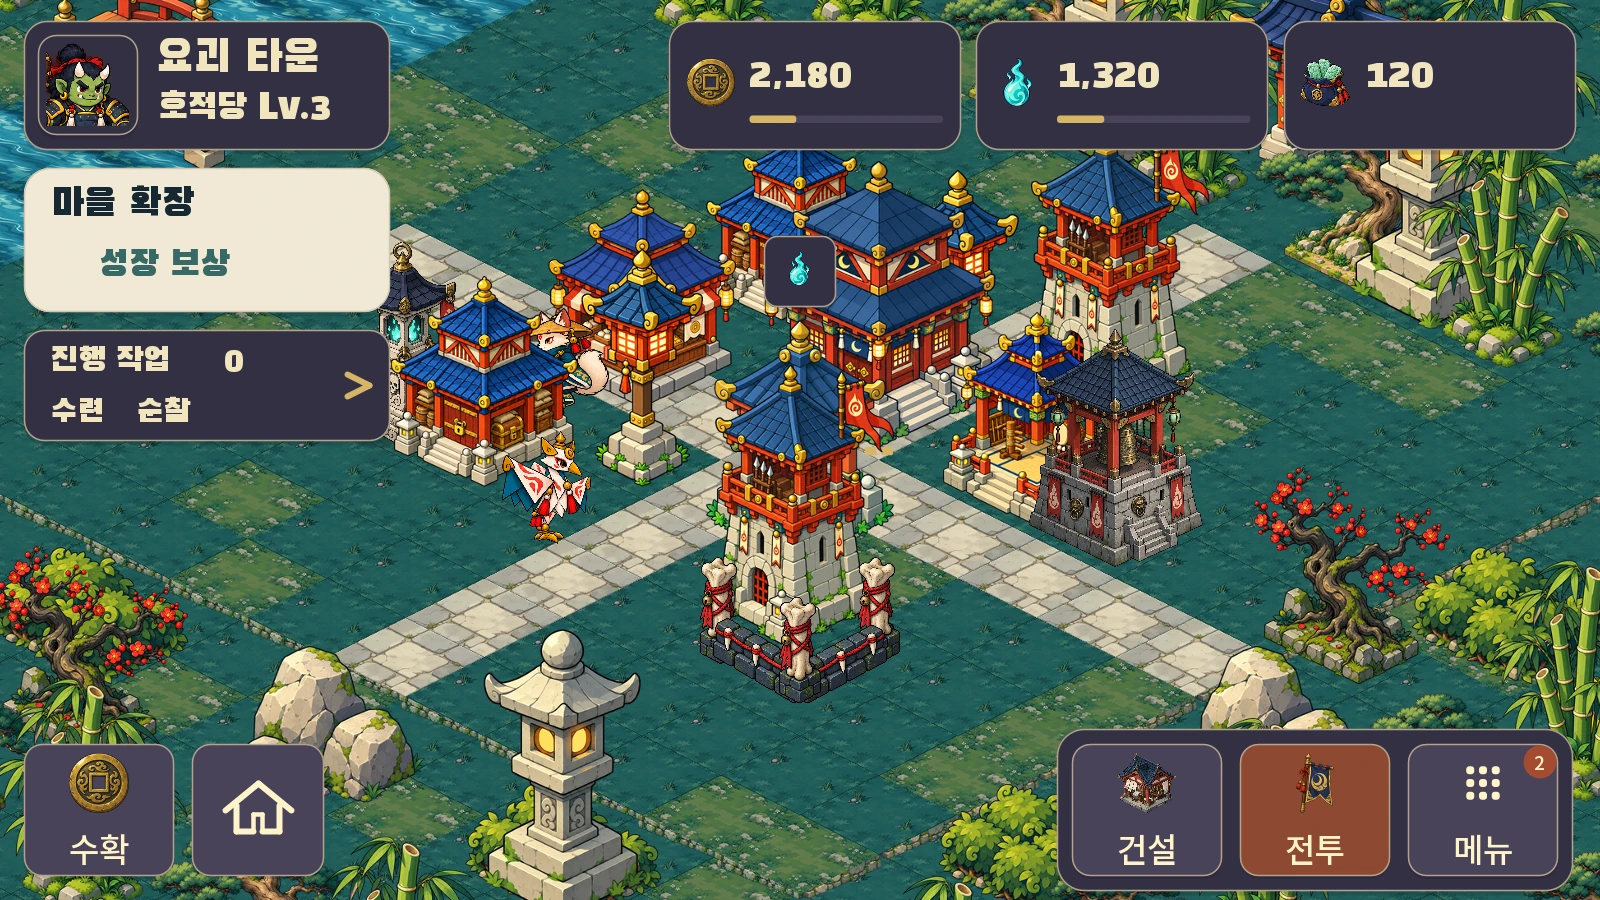 요괴 타운
호적당 Lv.3
2,180
1,320
120
마을 확장
성장 보상
진행 작업 0
수련 순찰
>
수확
건설
전투
메뉴
2